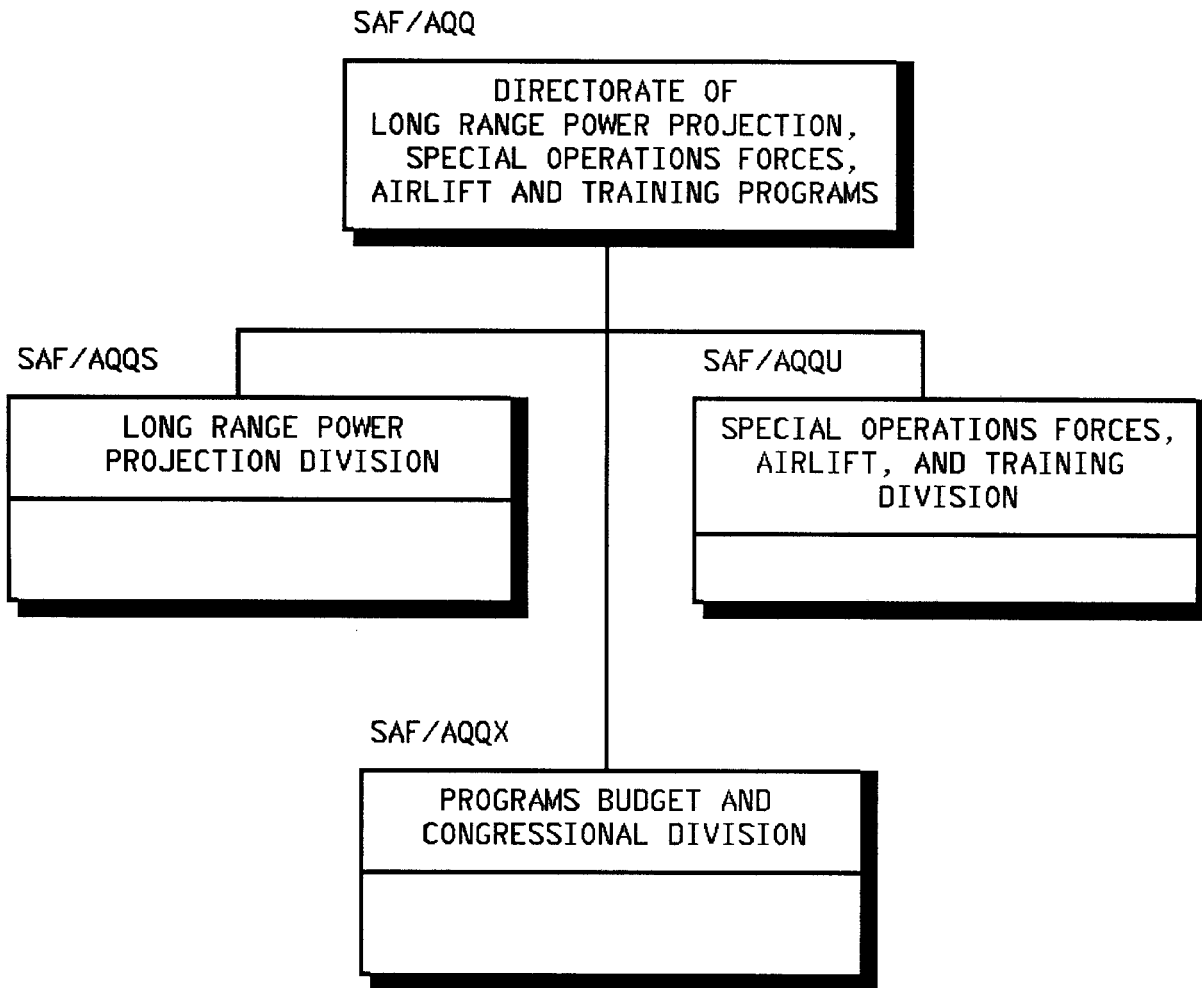 SAF/AQQ
DIRECTORATE OF
LONG RANGE POWER PROJECTION,
SPECIAL OPERATIONS FORCES,
AIRLIFT AND TRAINING PROGRAMS
SAF/AQQS
LONG RANGE POWER
PROJECTION DIVISION
SAF/AQQU
SPECIAL OPERATIONS FORCES,
AIRLIFT, AND TRAINING
DIVISION
SAF/AQQX
PROGRAMS BUDGET AND
CONGRESSIONAL DIVISION